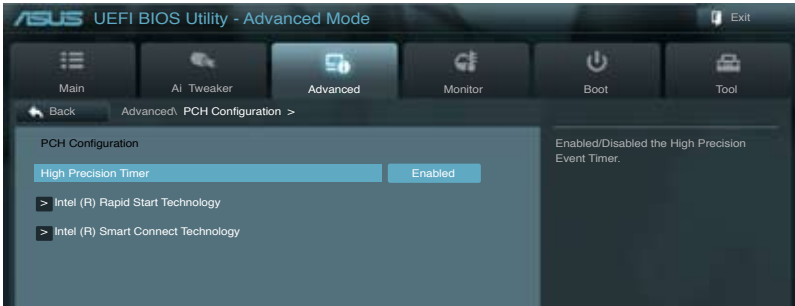 ASUS UEFI BIOS Utility - Advanced Mode
Exit
Main
Ai Tweaker
Advanced
Monitor
Boot
Tool
Back
Advanced\ PCH Configuration >
PCH Configuration
High Precision Timer
Enabled
> Intel (R) Rapid Start Technology
> Intel (R) Smart Connect Technology
Enabled/Disabled the High Precision
Event Timer.